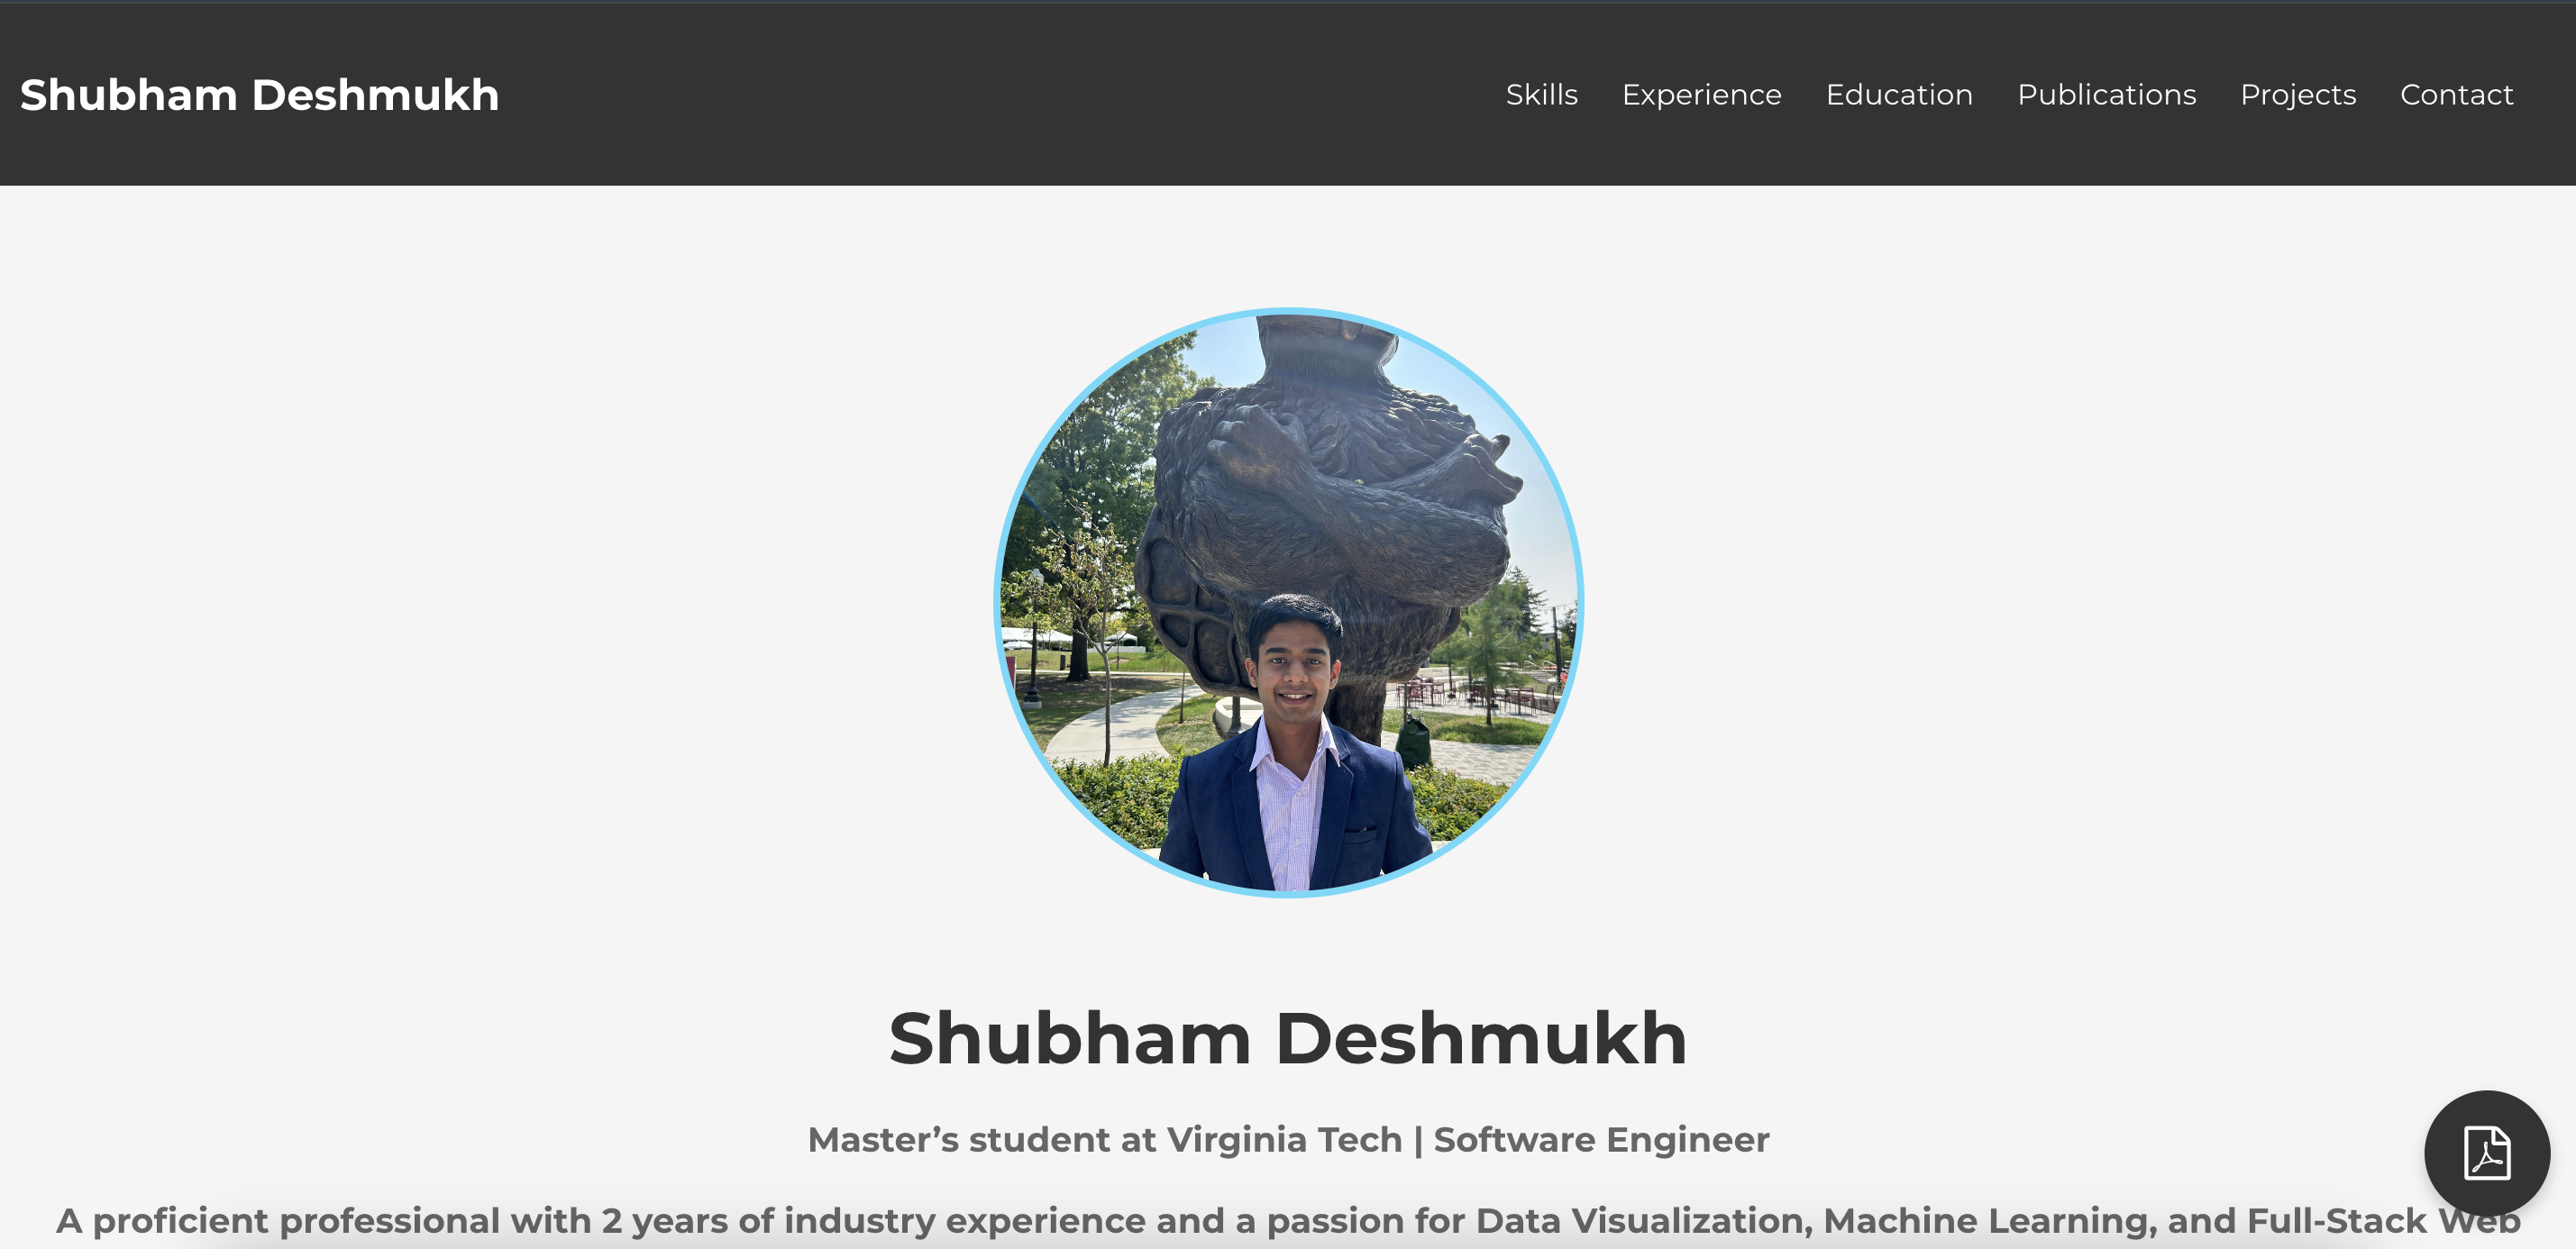 Shubham Deshmukh
Skills Experience Education Publications Projects Contact
Shubham Deshmukh
Master’s student at Virginia Tech | Software Engineer
A proficient professional with 2 years of industry experience and a passion for Data Visualization, Machine Learning, and Full-Stack Web